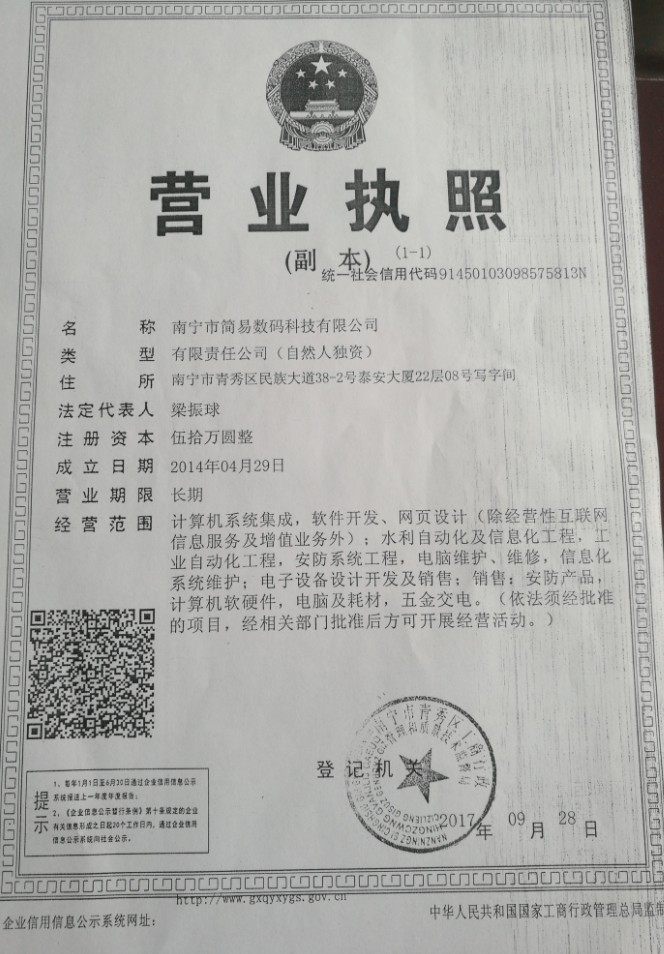 营业执照
(副 本) (1-1)
统一社会信用代码91450103098575813N
名 称 南宁市简易数码科技有限公司
类 型 有限责任公司（自然人独资）
住 所 南宁市青秀区民族大道38-2号泰安大厦22层08号写字间
法定代表人 梁振球
注册资本 伍拾万圆整
成立日期 2014年04月29日
营业期限 长期
经营范围 计算机系统集成，软件开发、网页设计（除经营性互联网
信息服务及增值业务外）；水利自动化及信息化工程，工
业自动化工程，安防系统工程，电脑维护、维修，信息化
系统维护；电子设备设计开发及销售；销售：安防产品，
计算机软硬件，电脑及耗材，五金交电。（依法须经批准
的项目，经相关部门批准后方可开展经营活动。）
登记机关
南宁市青秀区工商行政
管理和质量技术监督局
2017年09月28日
提示
1、每年1月1日至6月30日通过企业信用信息公示
系统报送上一年度年度报告；
2、《企业信息公示暂行条例》第十条规定的企业
有关信息形成之日起20个工作日内，通过企业信用
信息公示系统向社会公示。
http://www.gxqyxygs.gov.cn
企业信用信息公示系统网址：
中华人民共和国国家工商行政管理总局监制